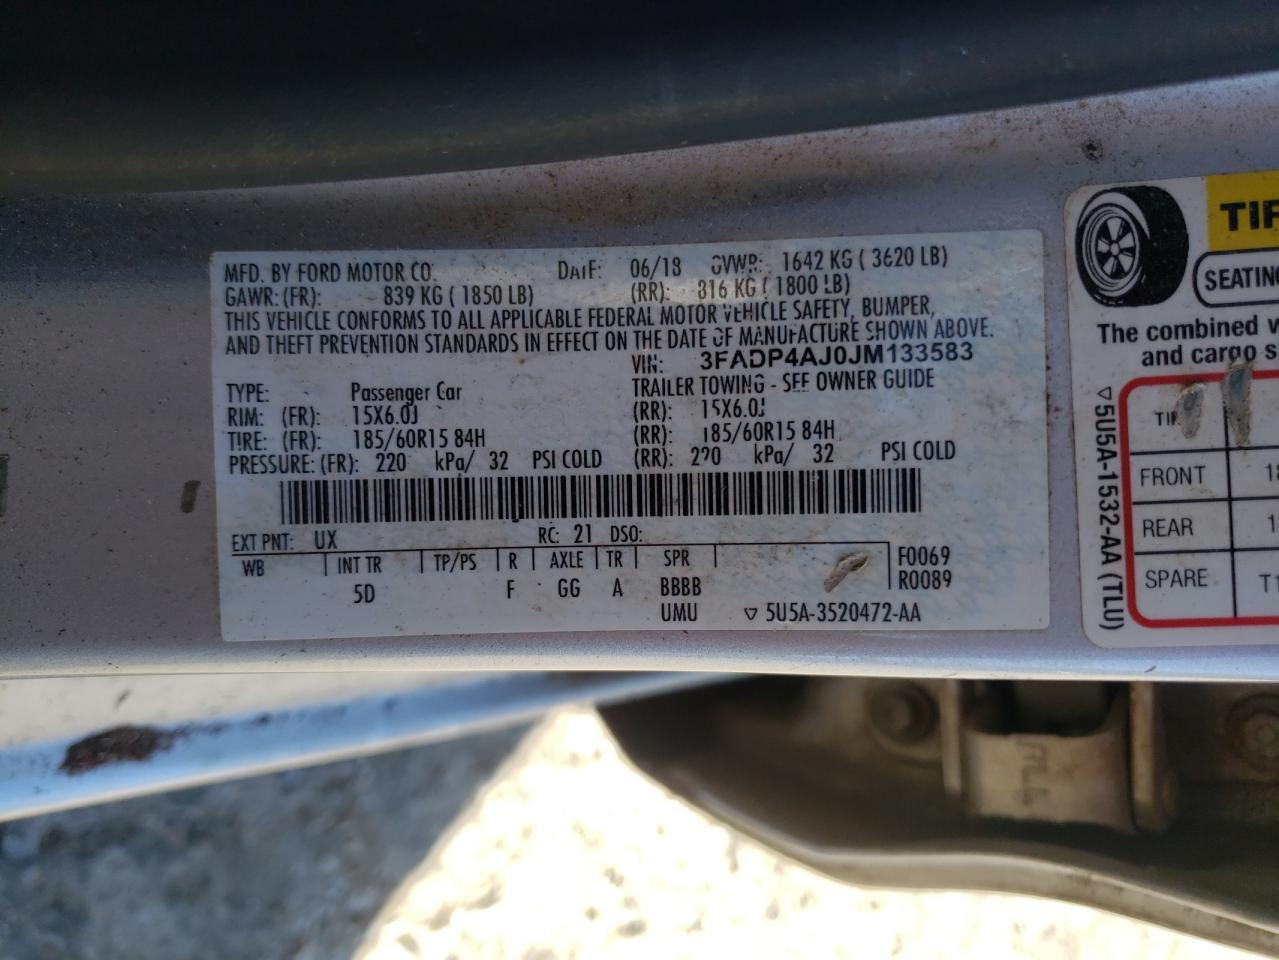 MFD. BY FORD MOTOR CO. DATE: 06/18 GVWR: 1642 KG ( 3620 LB)
GAWR: (FR): 839 KG ( 1850 LB) (RR): 816 KG ( 1800 LB)
THIS VEHICLE CONFORMS TO ALL APPLICABLE FEDERAL MOTOR VEHICLE SAFETY, BUMPER,
AND THEFT PREVENTION STANDARDS IN EFFECT ON THE DATE OF MANUFACTURE SHOWN ABOVE.
VIN: 3FADP4AJ0JM133583
TYPE: Passenger Car TRAILER TOWING - SEE OWNER GUIDE
RIM: (FR): 15X6.0J (RR): 15X6.0J
TIRE: (FR): 185/60R15 84H (RR): 185/60R15 84H
PRESSURE: (FR): 220 kPa/ 32 PSI COLD (RR): 220 kPa/ 32 PSI COLD
EXT PNT: UX RC: 21 DSO:
WB INT TR TP/PS R AXLE TR SPR F0069
5D F GG A BBBB R0089
UMU ▽ 5U5A-3520472-AA
SEATING
The combined
and cargo
FRONT
REAR
SPARE
▽ 5U5A-1532-AA (TLU)